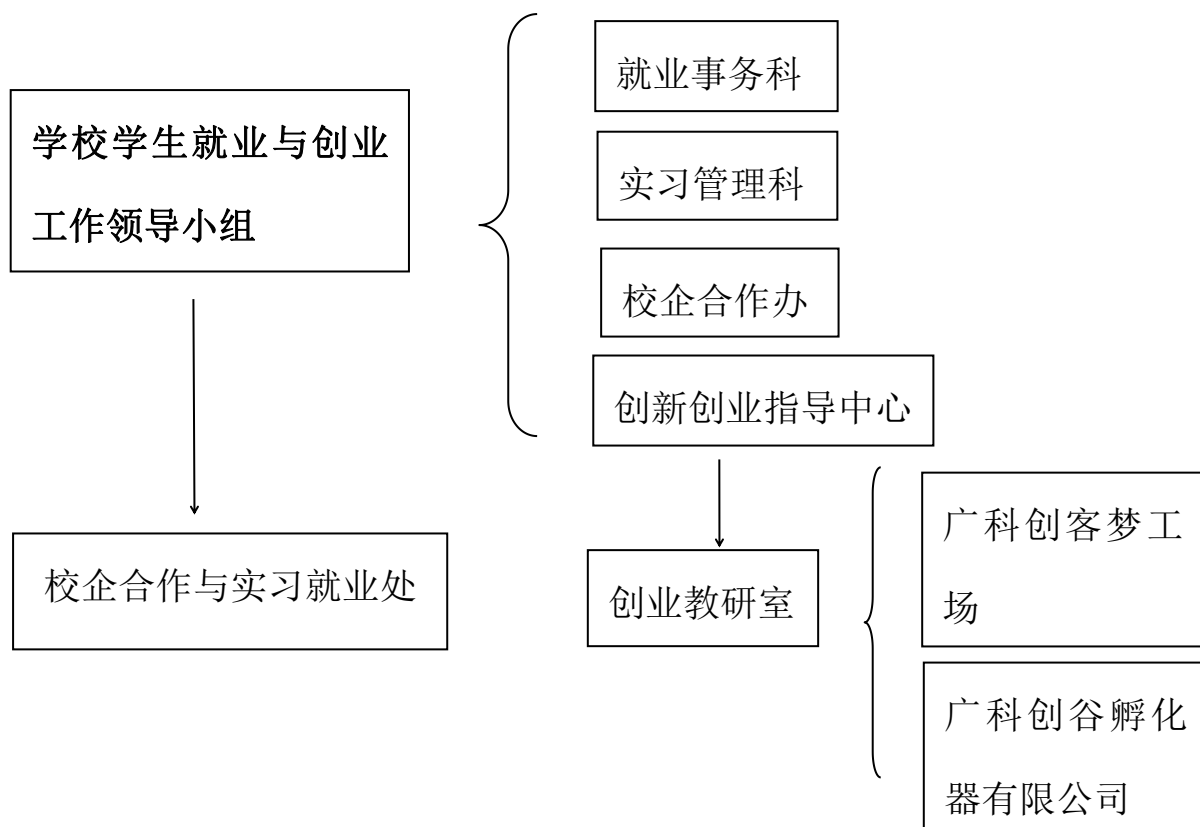 学校学生就业与创业
工作领导小组
校企合作与实习就业处
就业事务科
实习管理科
校企合作办
创新创业指导中心
创业教研室
广科创客梦工
场
广科创谷孵化
器有限公司